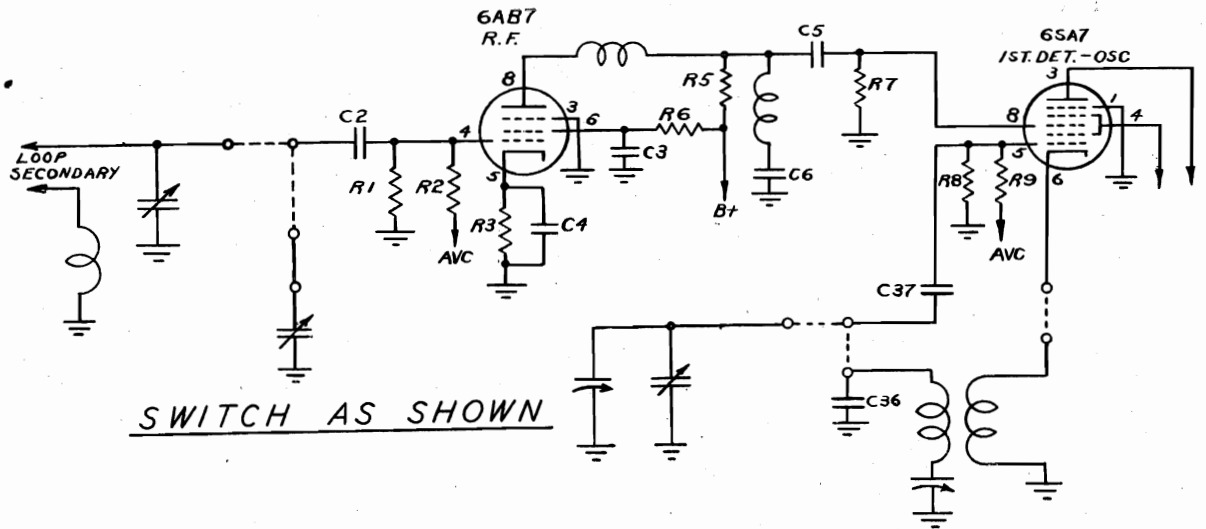 6AB7
R.F.
8
3
6
4
5
C2
R1
R2
AVC
R3
C4
C3
R6
R5
B+
C6
C5
R7
6SA7
1ST. DET.-OSC
3
1
4
8
5
6
R8
R9
AVC
C37
C36
LOOP
SECONDARY
SWITCH AS SHOWN